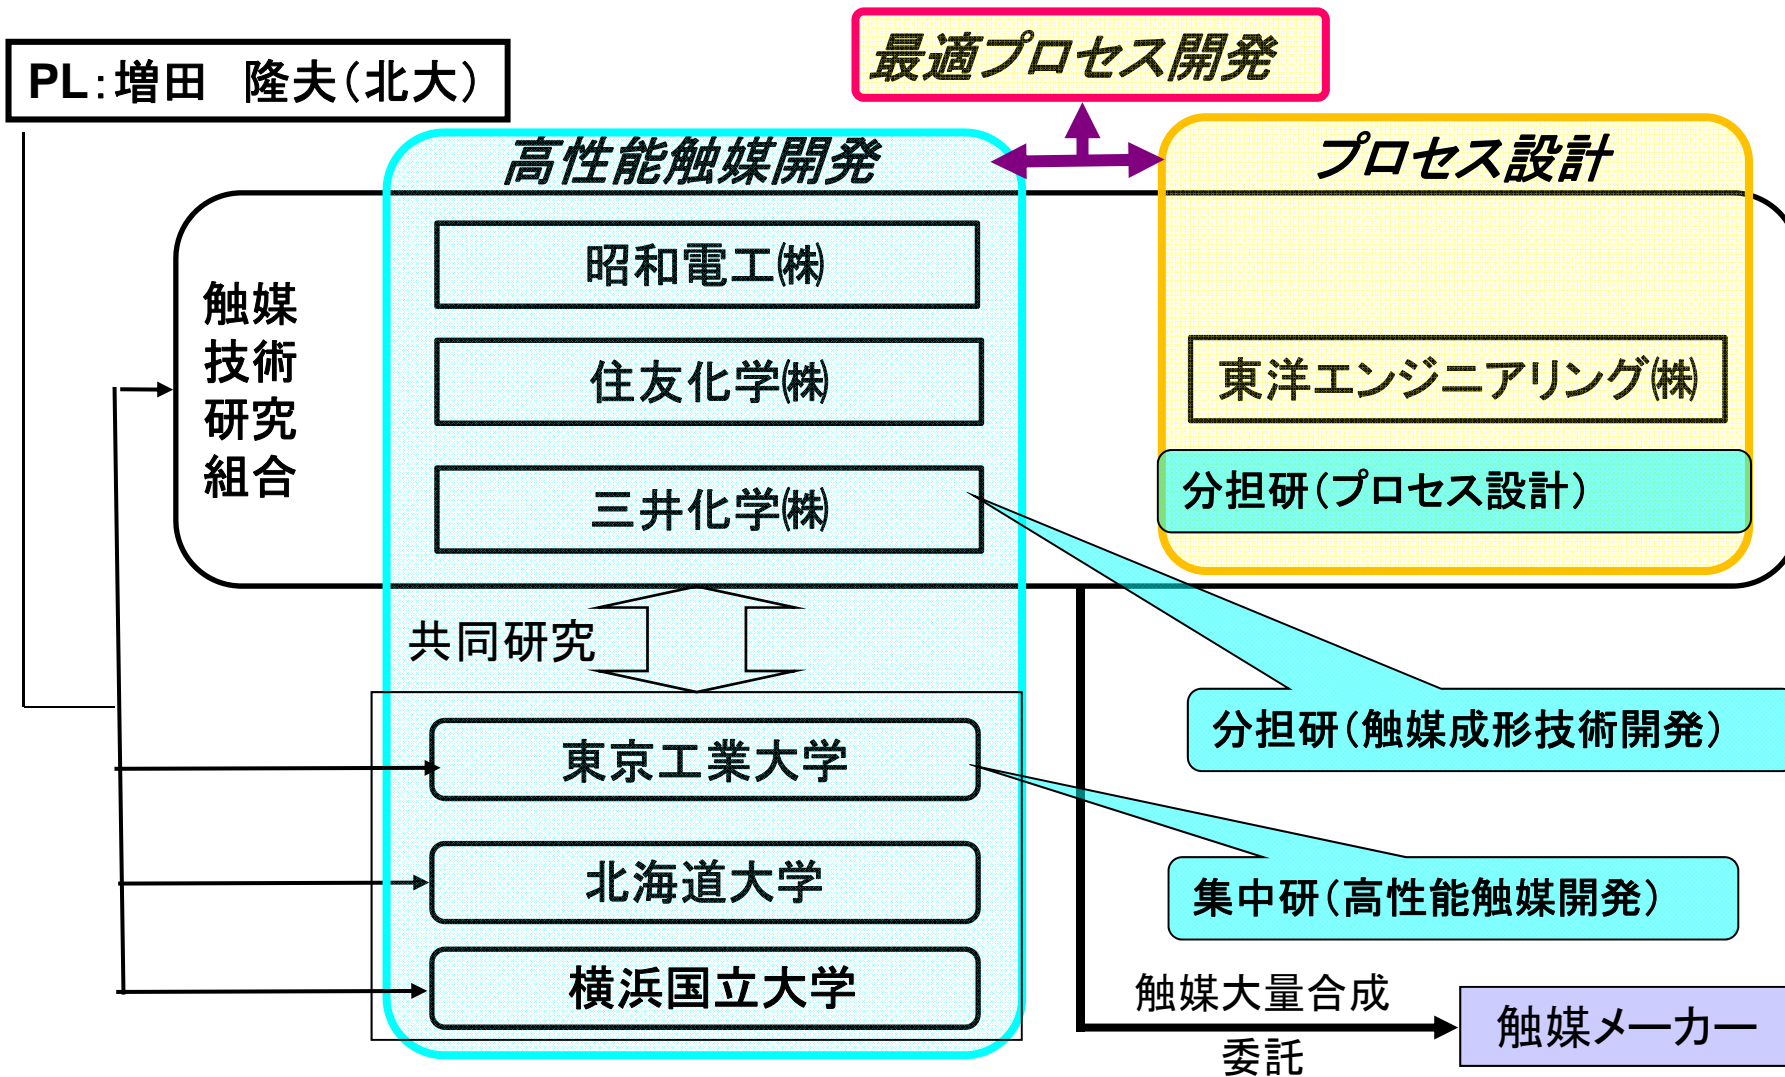 最適プロセス開発
PL:増田　隆夫(北大)
高性能触媒開発
プロセス設計
昭和電工㈱
触媒
技術
研究
組合
住友化学㈱
東洋エンジニアリング㈱
三井化学㈱
分担研(プロセス設計)
共同研究
分担研(触媒成形技術開発)
東京工業大学
北海道大学
集中研(高性能触媒開発)
横浜国立大学
触媒大量合成
委託
触媒メーカー